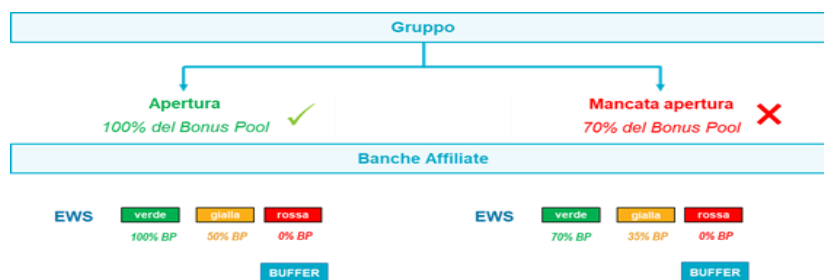 Gruppo
Apertura
100% del Bonus Pool
Mancata apertura
70% del Bonus Pool
Banche Affiliate
EWS verde gialla rossa EWS verde gialla rossa
100% BP 50% BP 0% BP 70% BP 35% BP 0% BP
BUFFER BUFFER